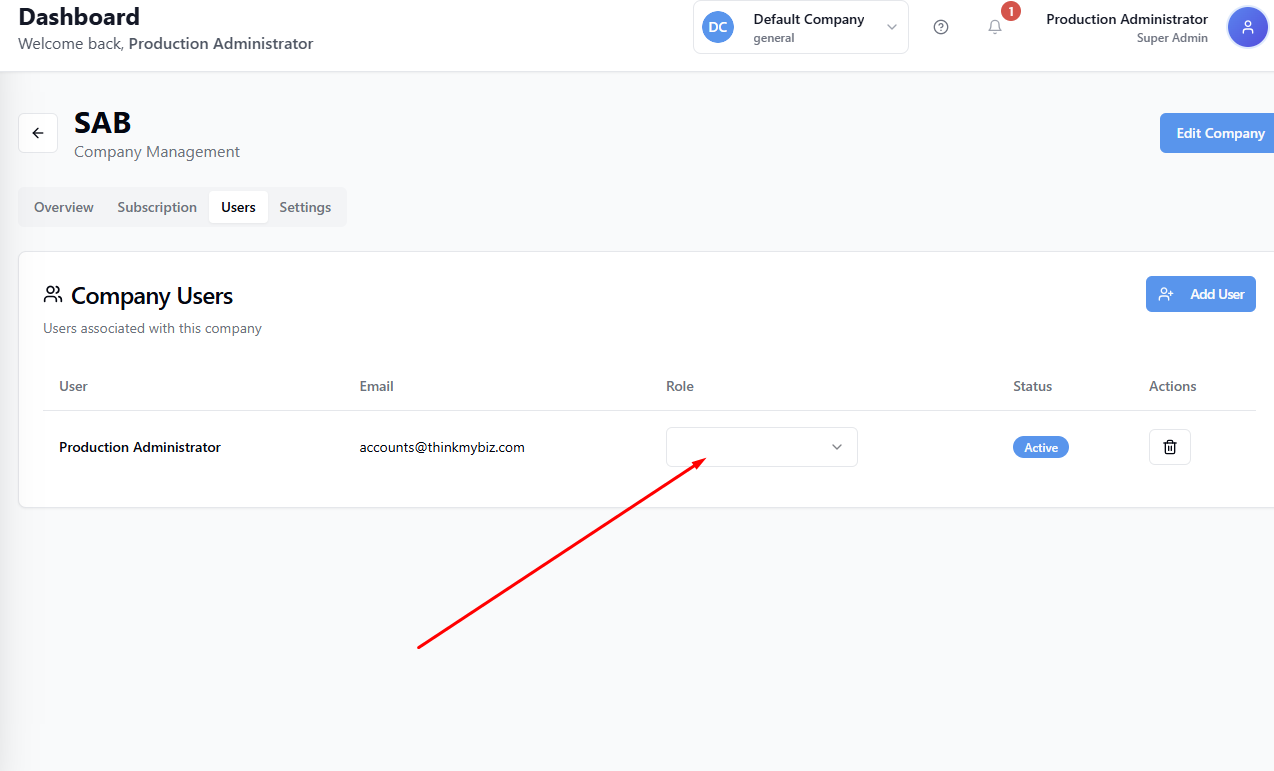 Dashboard
Welcome back, Production Administrator
DC
Default Company
general
1
Production Administrator
Super Admin
SAB
Company Management
Edit Company
Overview Subscription Users Settings
Company Users
Users associated with this company
Add User
User Email Role Status Actions
Production Administrator accounts@thinkmybiz.com Active